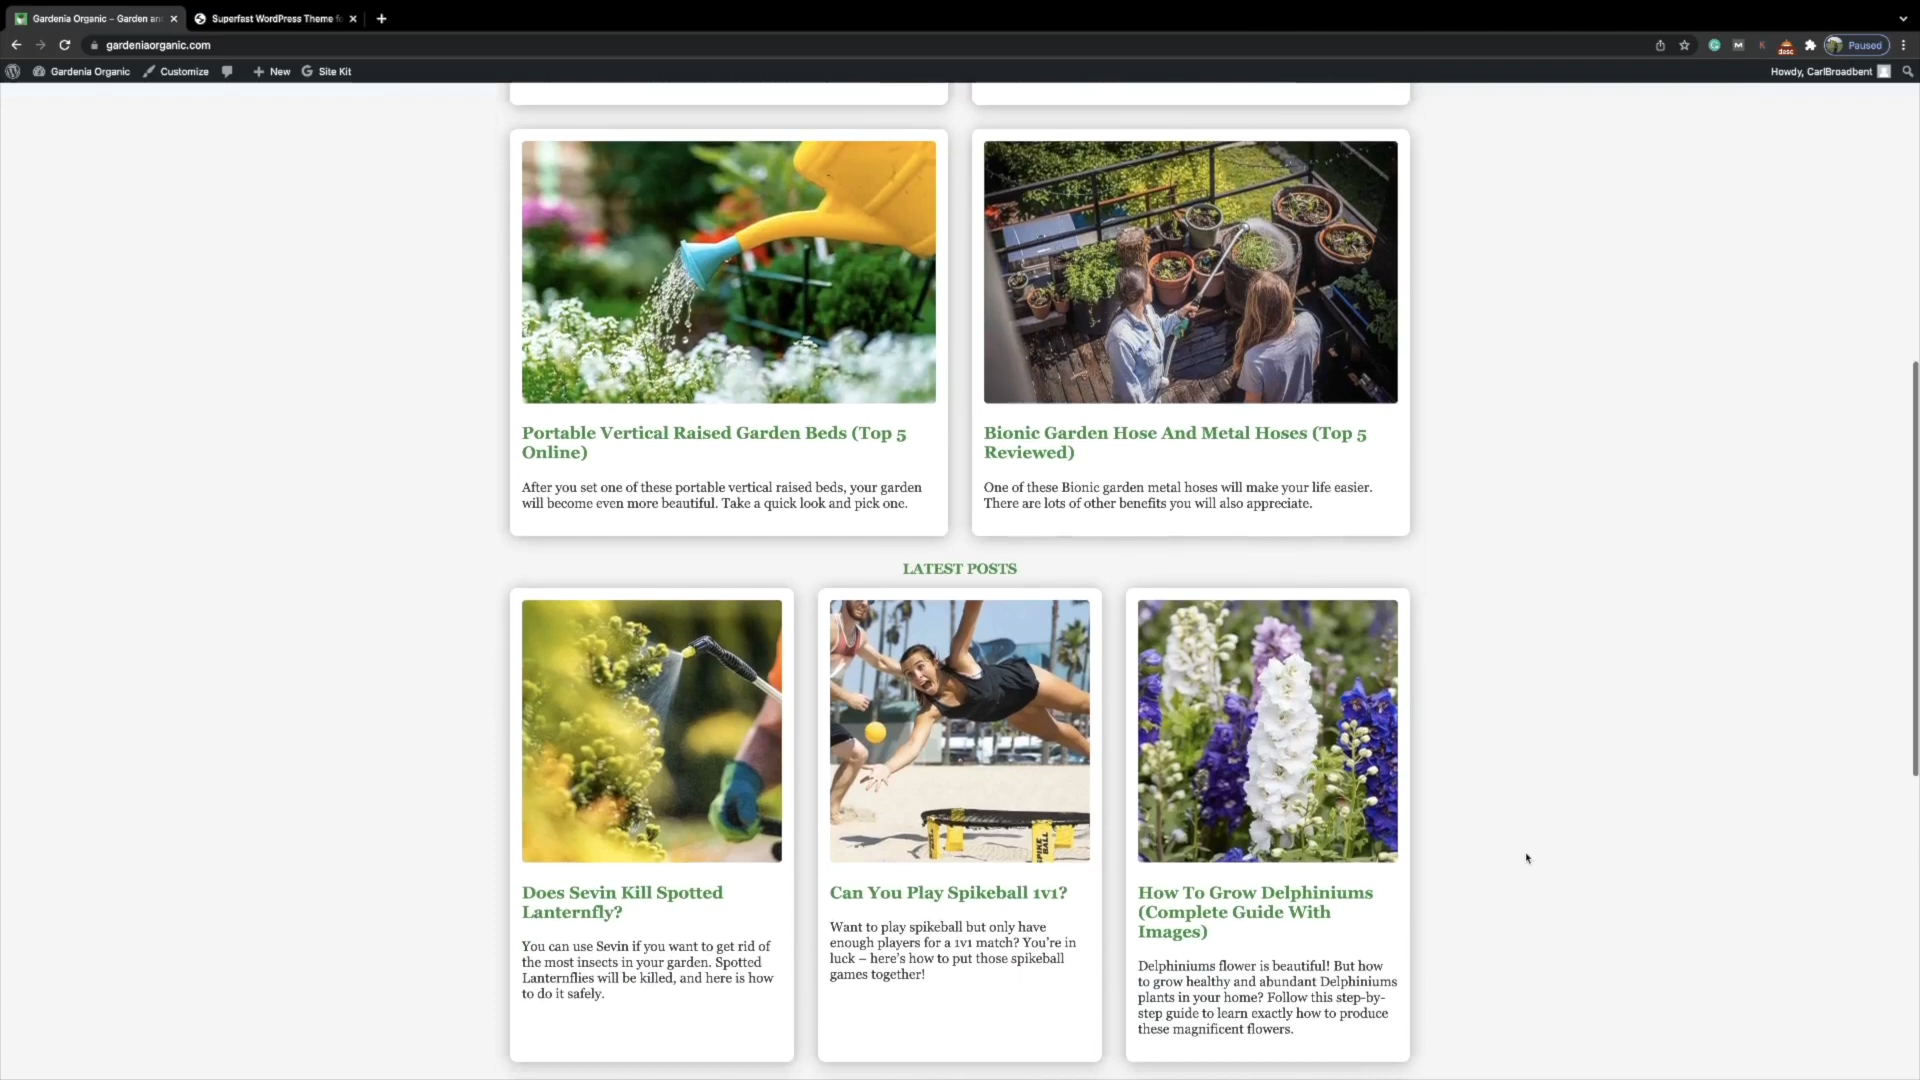 Gardenia Organic – Garden an
Superfast WordPress Theme fo
gardeniaorganic.com
Paused
Gardenia Organic
Customize
New
Site Kit
Howdy, CarlBroadbent
Portable Vertical Raised Garden Beds (Top 5
Online)
After you set one of these portable vertical raised beds, your garden
will become even more beautiful. Take a quick look and pick one.
Bionic Garden Hose And Metal Hoses (Top 5
Reviewed)
One of these Bionic garden metal hoses will make your life easier.
There are lots of other benefits you will also appreciate.
LATEST POSTS
SPIKE
BALL
Does Sevin Kill Spotted
Lanternfly?
You can use Sevin if you want to get rid of
the most insects in your garden. Spotted
Lanternflies will be killed, and here is how
to do it safely.
Can You Play Spikeball 1v1?
Want to play spikeball but only have
enough players for a 1v1 match? You're in
luck – here's how to put those spikeball
games together!
How To Grow Delphiniums
(Complete Guide With
Images)
Delphiniums flower is beautiful! But how
to grow healthy and abundant Delphiniums
plants in your home? Follow this step-by-
step guide to learn exactly how to produce
these magnificent flowers.